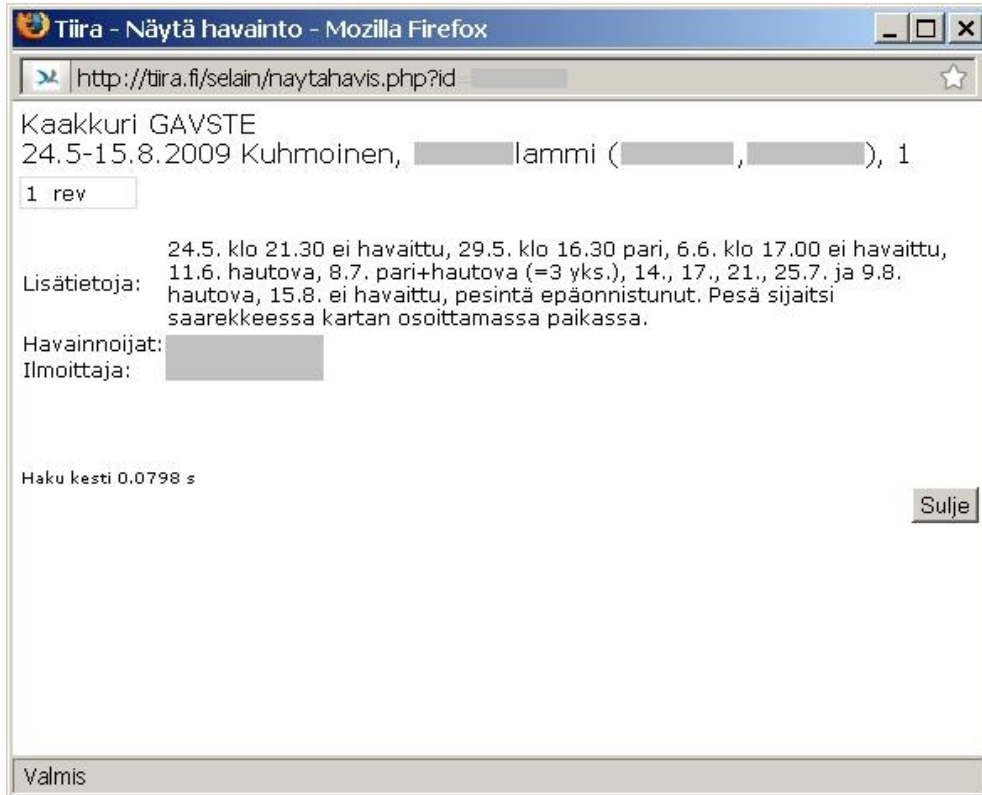 Tiira - Näytä havainto - Mozilla Firefox
http://tiira.fi/selain/naytahavis.php?id
Kaakkuri GAVSTE
24.5-15.8.2009 Kuhmoinen, lammi ( , ), 1
1 rev
Lisätietoja:
24.5. klo 21.30 ei havaittu, 29.5. klo 16.30 pari, 6.6. klo 17.00 ei havaittu,
11.6. hautova, 8.7. pari+hautova (=3 yks.), 14., 17., 21., 25.7. ja 9.8.
hautova, 15.8. ei havaittu, pesintä epäonnistunut. Pesä sijaitsi
saarekkeessa kartan osoittamassa paikassa.
Havainnoijat:
Ilmoittaja:
Haku kesti 0.0798 s
Sulje
Valmis